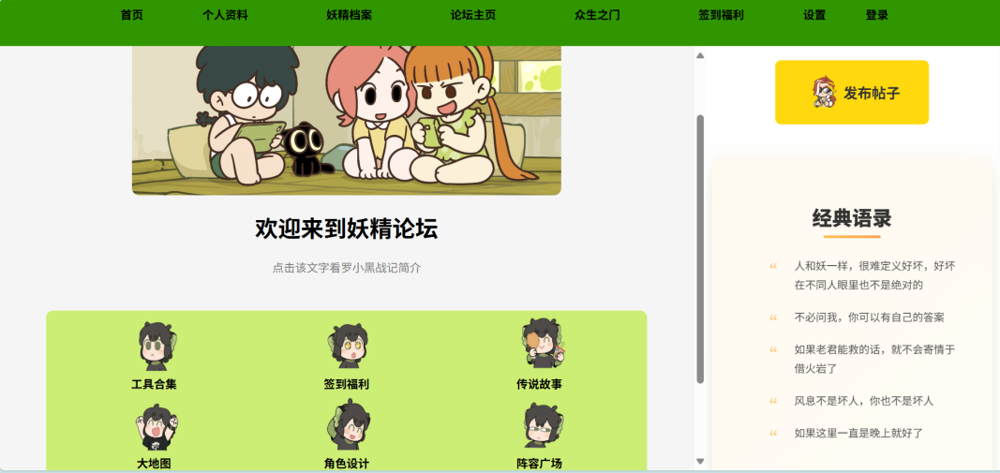 首页 个人资料 妖精档案 论坛主页 众生之门 签到福利 设置 登录
欢迎来到妖精论坛
点击该文字看罗小黑战记简介
工具合集 签到福利 传说故事
大地图 角色设计 阵容广场
发布帖子
经典语录
“ 人和妖一样，很难定义好坏，好坏
在不同人眼里也不是绝对的
“ 不必问我，你可以有自己的答案
“ 如果老君能救的话，就不会寄情于
借火岩了
“ 风息不是坏人，你也不是坏人
“ 如果这里一直是晚上就好了